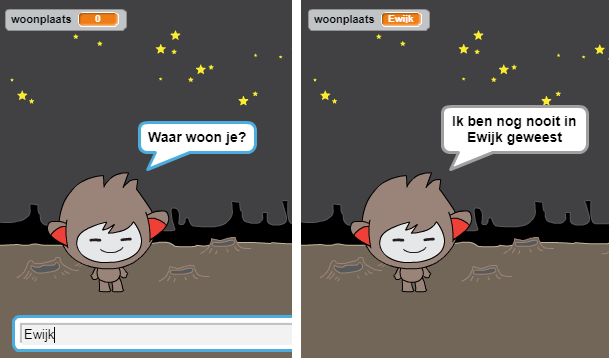 woonplaats 0
Waar woon je?
Ewijk
woonplaats Ewijk
Ik ben nog nooit in
Ewijk geweest